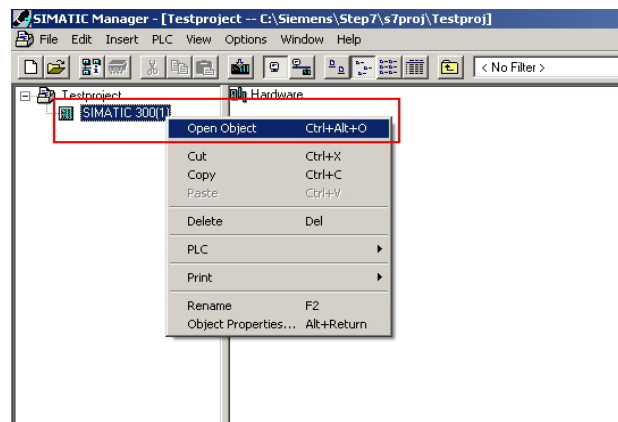 SIMATIC Manager - [Testproject -- C:\Siemens\Step7\s7proj\Testproj]
File Edit Insert PLC View Options Window Help
< No Filter >
Testproject
Hardware
SIMATIC 300(1)
Open Object Ctrl+Alt+O
Cut Ctrl+X
Copy Ctrl+C
Paste Ctrl+V
Delete Del
PLC
Print
Rename F2
Object Properties... Alt+Return